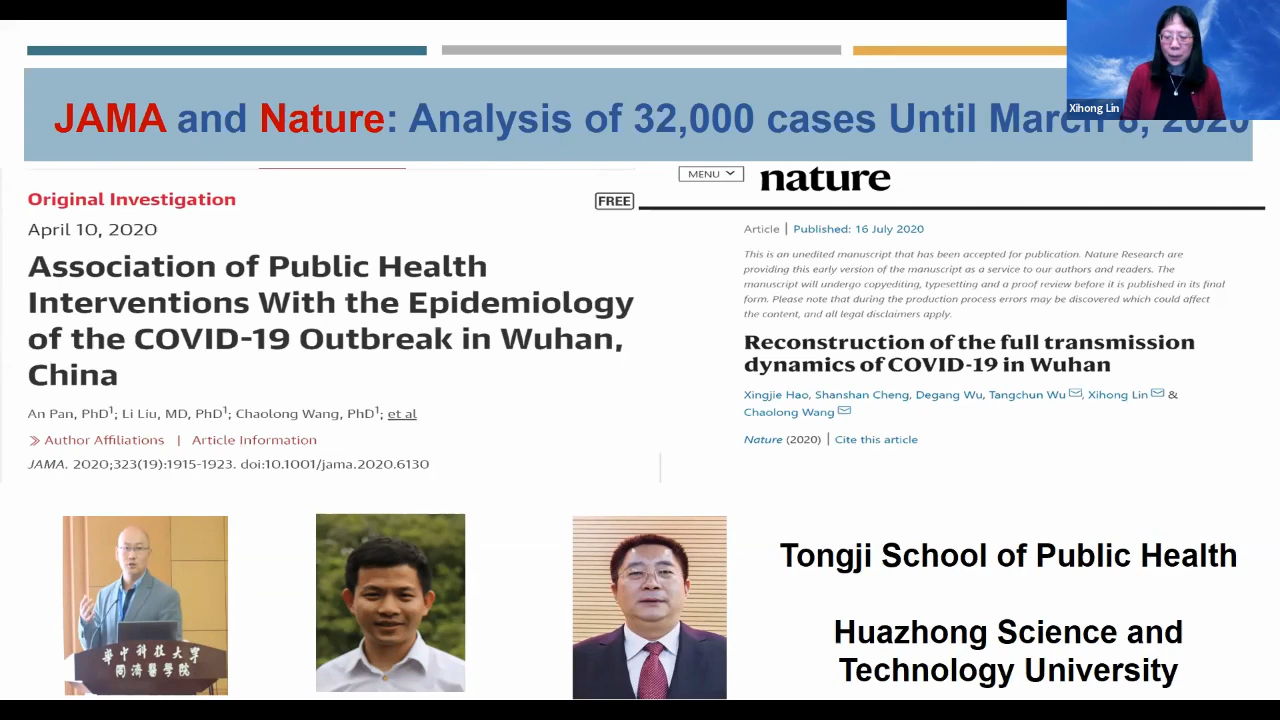 Xihong Lin
JAMA and Nature: Analysis of 32,000 cases Until March 8, 2020
Original Investigation
FREE
April 10, 2020
Association of Public Health
Interventions With the Epidemiology
of the COVID-19 Outbreak in Wuhan,
China
An Pan, PhD1; Li Liu, MD, PhD1; Chaolong Wang, PhD1; et al
≫ Author Affiliations | Article Information
JAMA. 2020;323(19):1915-1923. doi:10.1001/jama.2020.6130
MENU
nature
Article | Published: 16 July 2020
This is an unedited manuscript that has been accepted for publication. Nature Research are
providing this early version of the manuscript as a service to our authors and readers. The
manuscript will undergo copyediting, typesetting and a proof review before it is published in its final
form. Please note that during the production process errors may be discovered which could affect
the content, and all legal disclaimers apply.
Reconstruction of the full transmission
dynamics of COVID-19 in Wuhan
Xingjie Hao, Shanshan Cheng, Degang Wu, Tangchun Wu, Xihong Lin &
Chaolong Wang
Nature (2020) | Cite this article
華中科技大学
同濟醫學院
Tongji School of Public Health
Huazhong Science and
Technology University